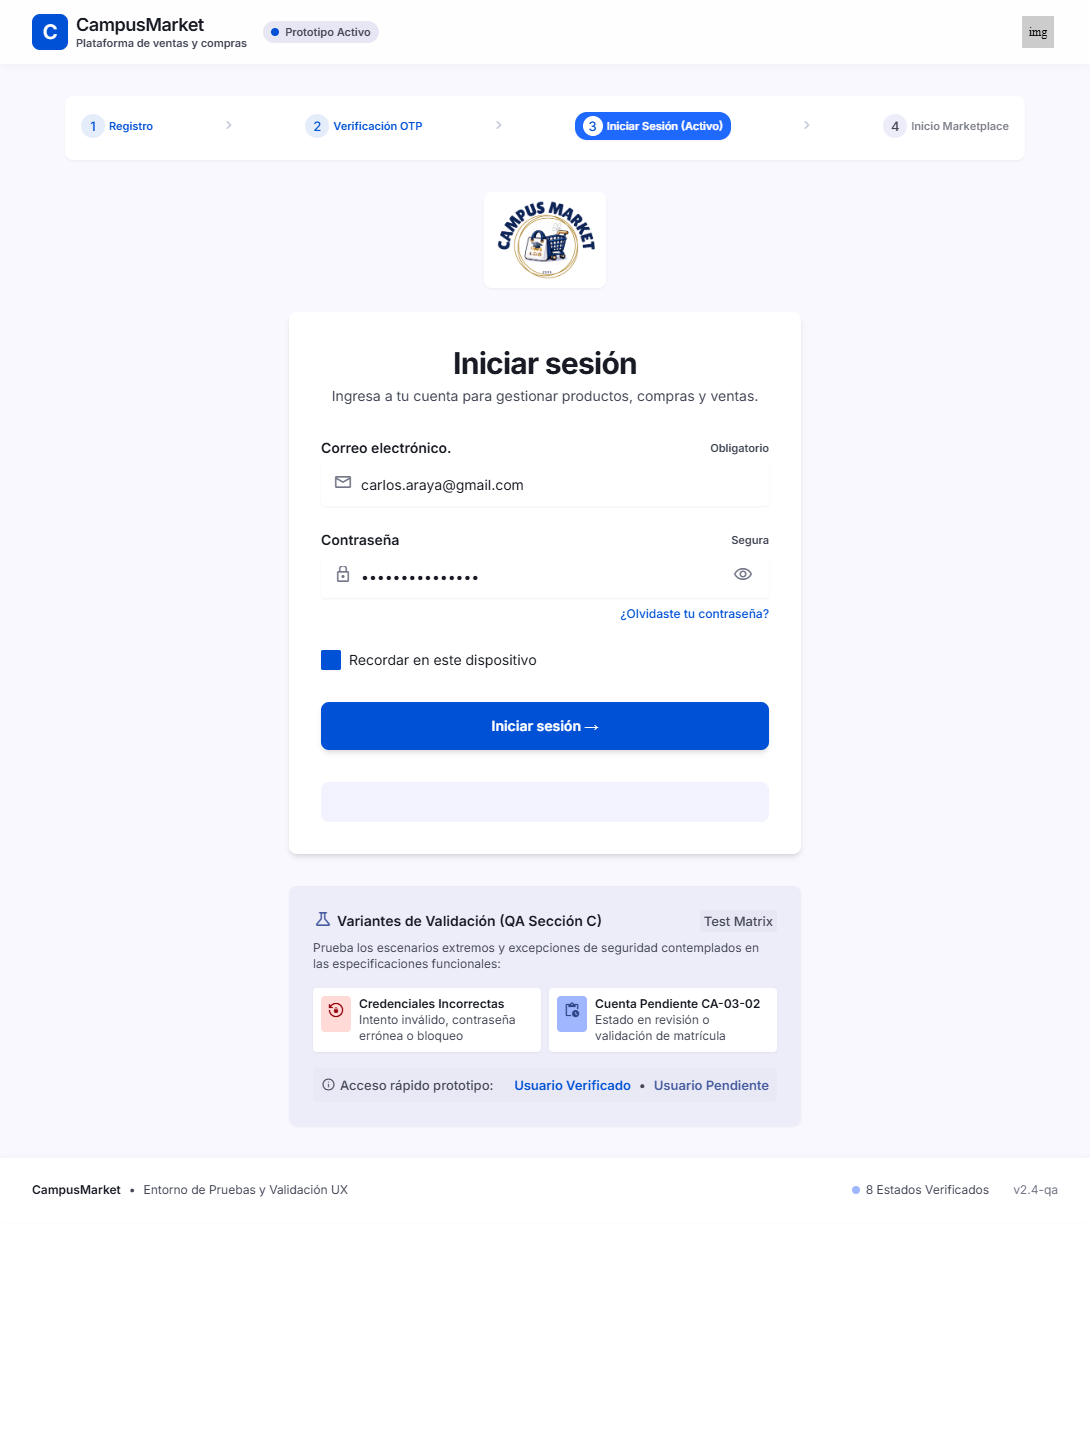 C
CampusMarket
Plataforma de ventas y compras
Prototipo Activo
img
1 Registro
2 Verificación OTP
3 Iniciar Sesión (Activo)
4 Inicio Marketplace
CAMPUS MARKET
Iniciar sesión
Ingresa a tu cuenta para gestionar productos, compras y ventas.
Correo electrónico.
Obligatorio
carlos.araya@gmail.com
Contraseña
Segura
•••••••••••••••
¿Olvidaste tu contraseña?
Recordar en este dispositivo
Iniciar sesión →
Variantes de Validación (QA Sección C)
Test Matrix
Prueba los escenarios extremos y excepciones de seguridad contemplados en
las especificaciones funcionales:
Credenciales Incorrectas
Intento inválido, contraseña
errónea o bloqueo
Cuenta Pendiente CA-03-02
Estado en revisión o
validación de matrícula
Acceso rápido prototipo:
Usuario Verificado • Usuario Pendiente
CampusMarket • Entorno de Pruebas y Validación UX
8 Estados Verificados
v2.4-qa